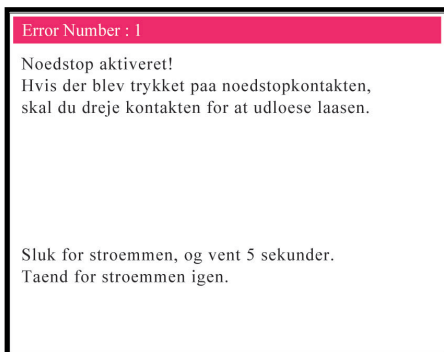 Error Number : 1
Noedstop aktiveret!
Hvis der blev trykket paa noedstopkontakten,
skal du dreje kontakten for at udloese laasen.
Sluk for stroemmen, og vent 5 sekunder.
Taend for stroemmen igen.